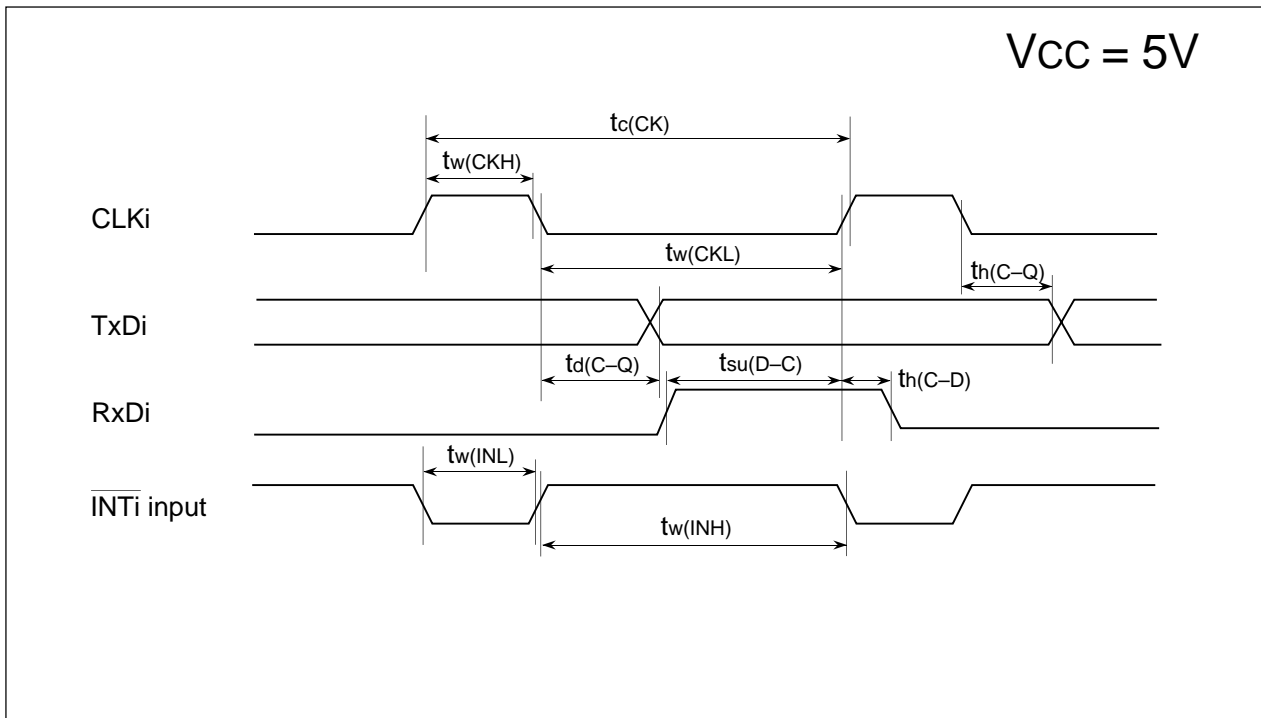 VCC = 5V
tc(CK)
tw(CKH)
CLKi
tw(CKL)
th(C–Q)
TxDi
td(C–Q)
tsu(D–C)
th(C–D)
RxDi
tw(INL)
INTi input
tw(INH)